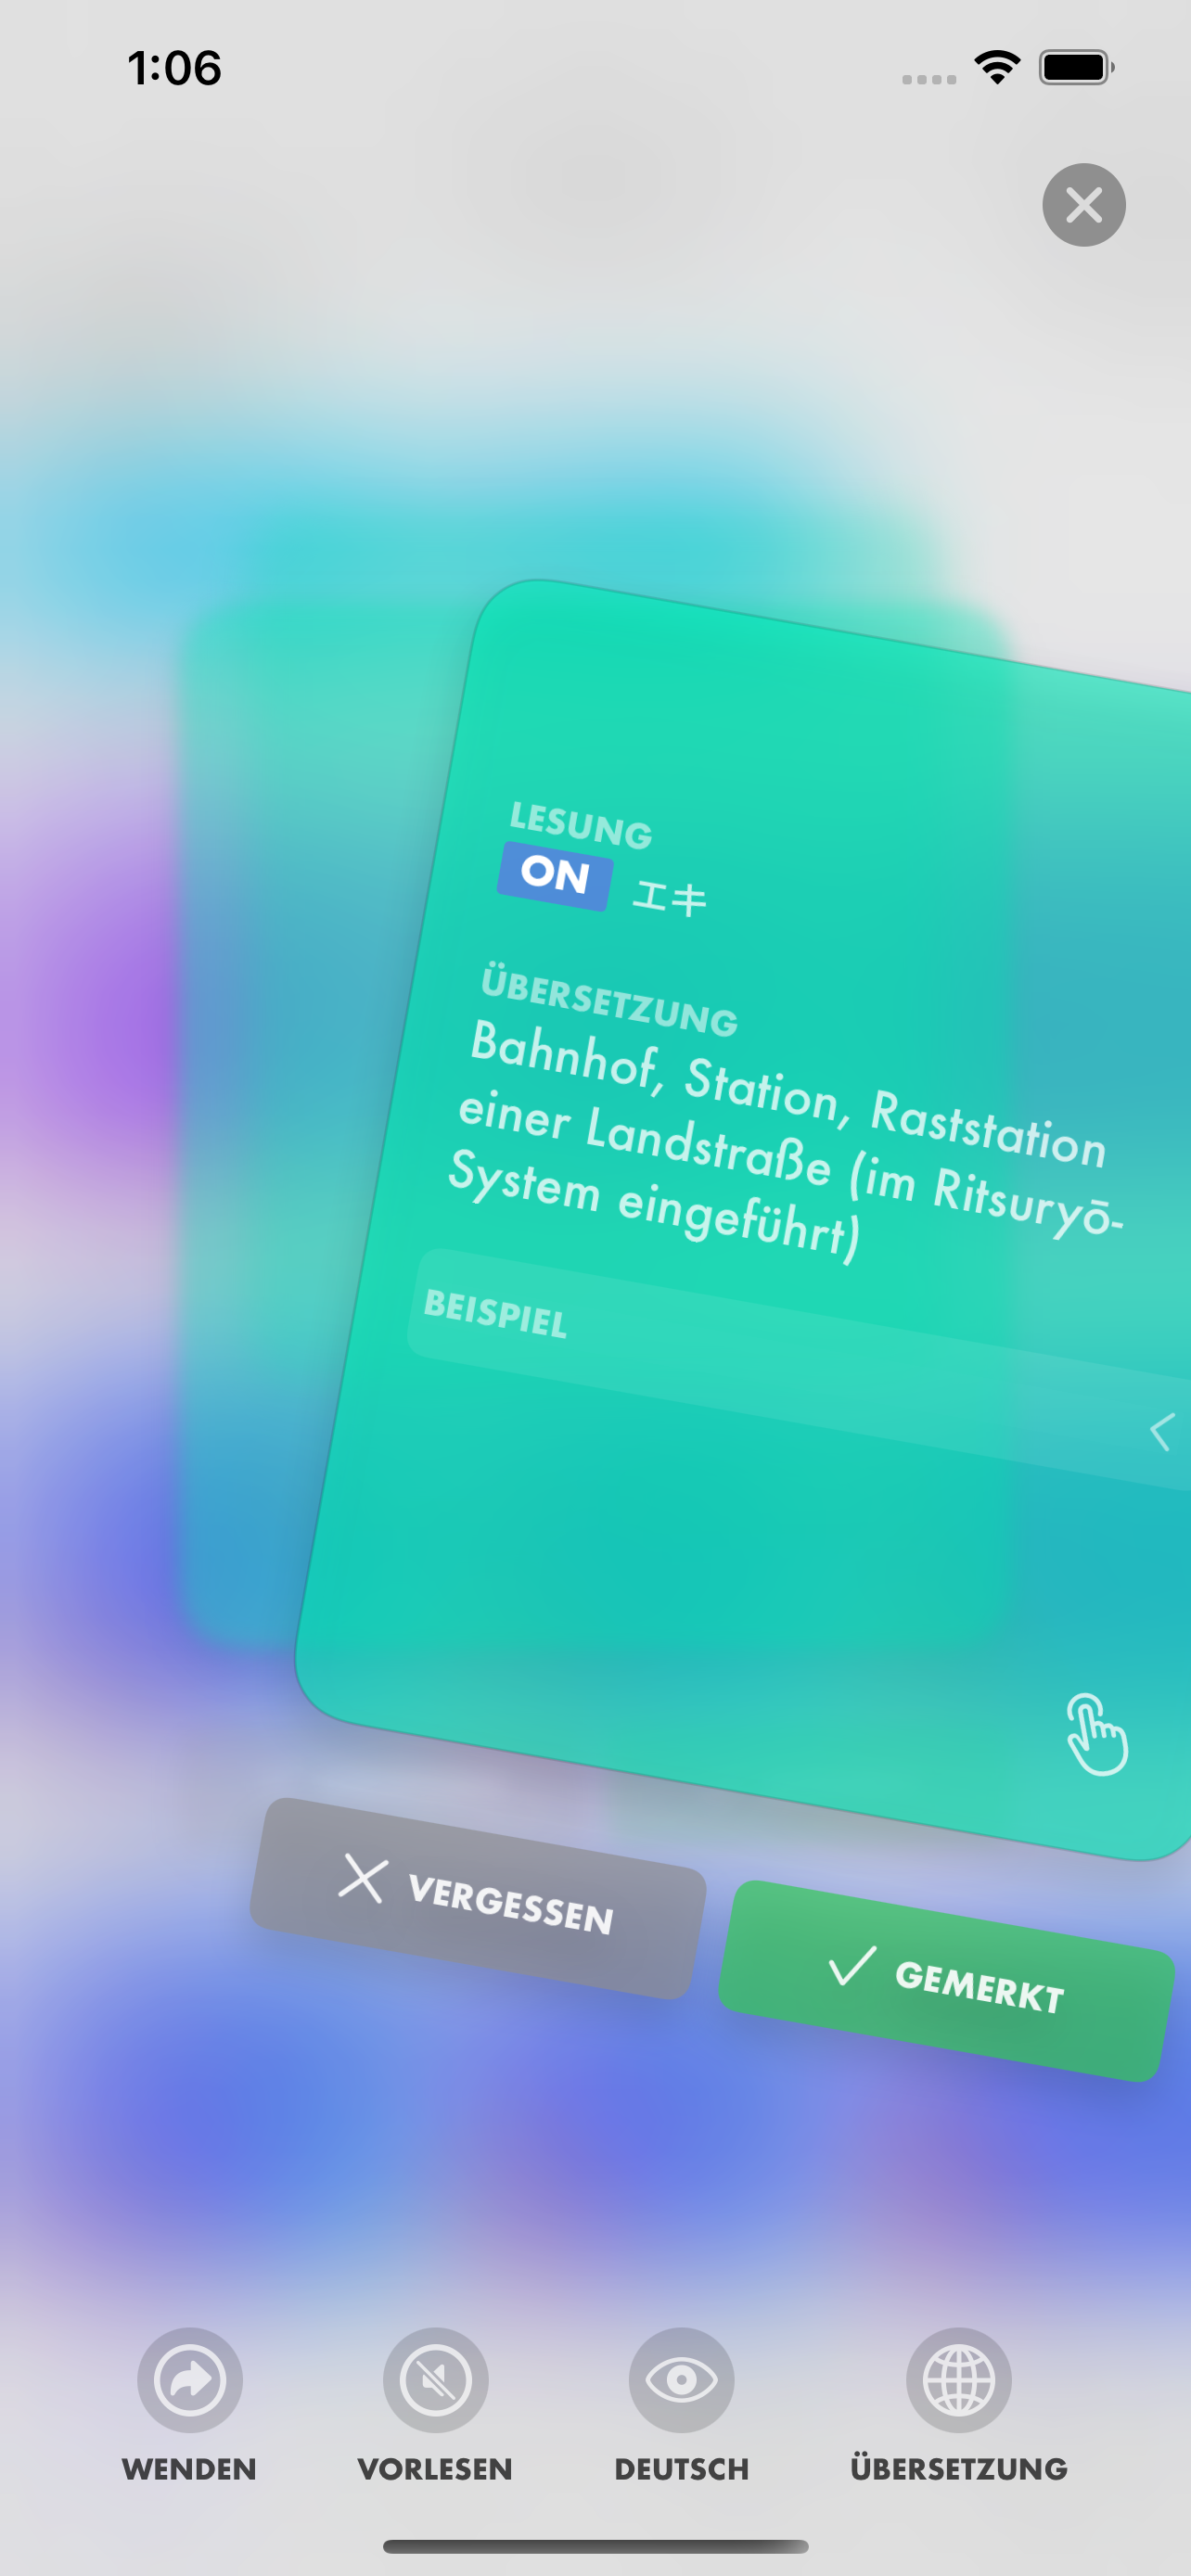 1:06
LESUNG
ON エキ
ÜBERSETZUNG
Bahnhof, Station, Raststation
einer Landstraße (im Ritsuryō-
System eingeführt)
BEISPIEL
VERGESSEN
GEMERKT
WENDEN VORLESEN DEUTSCH ÜBERSETZUNG